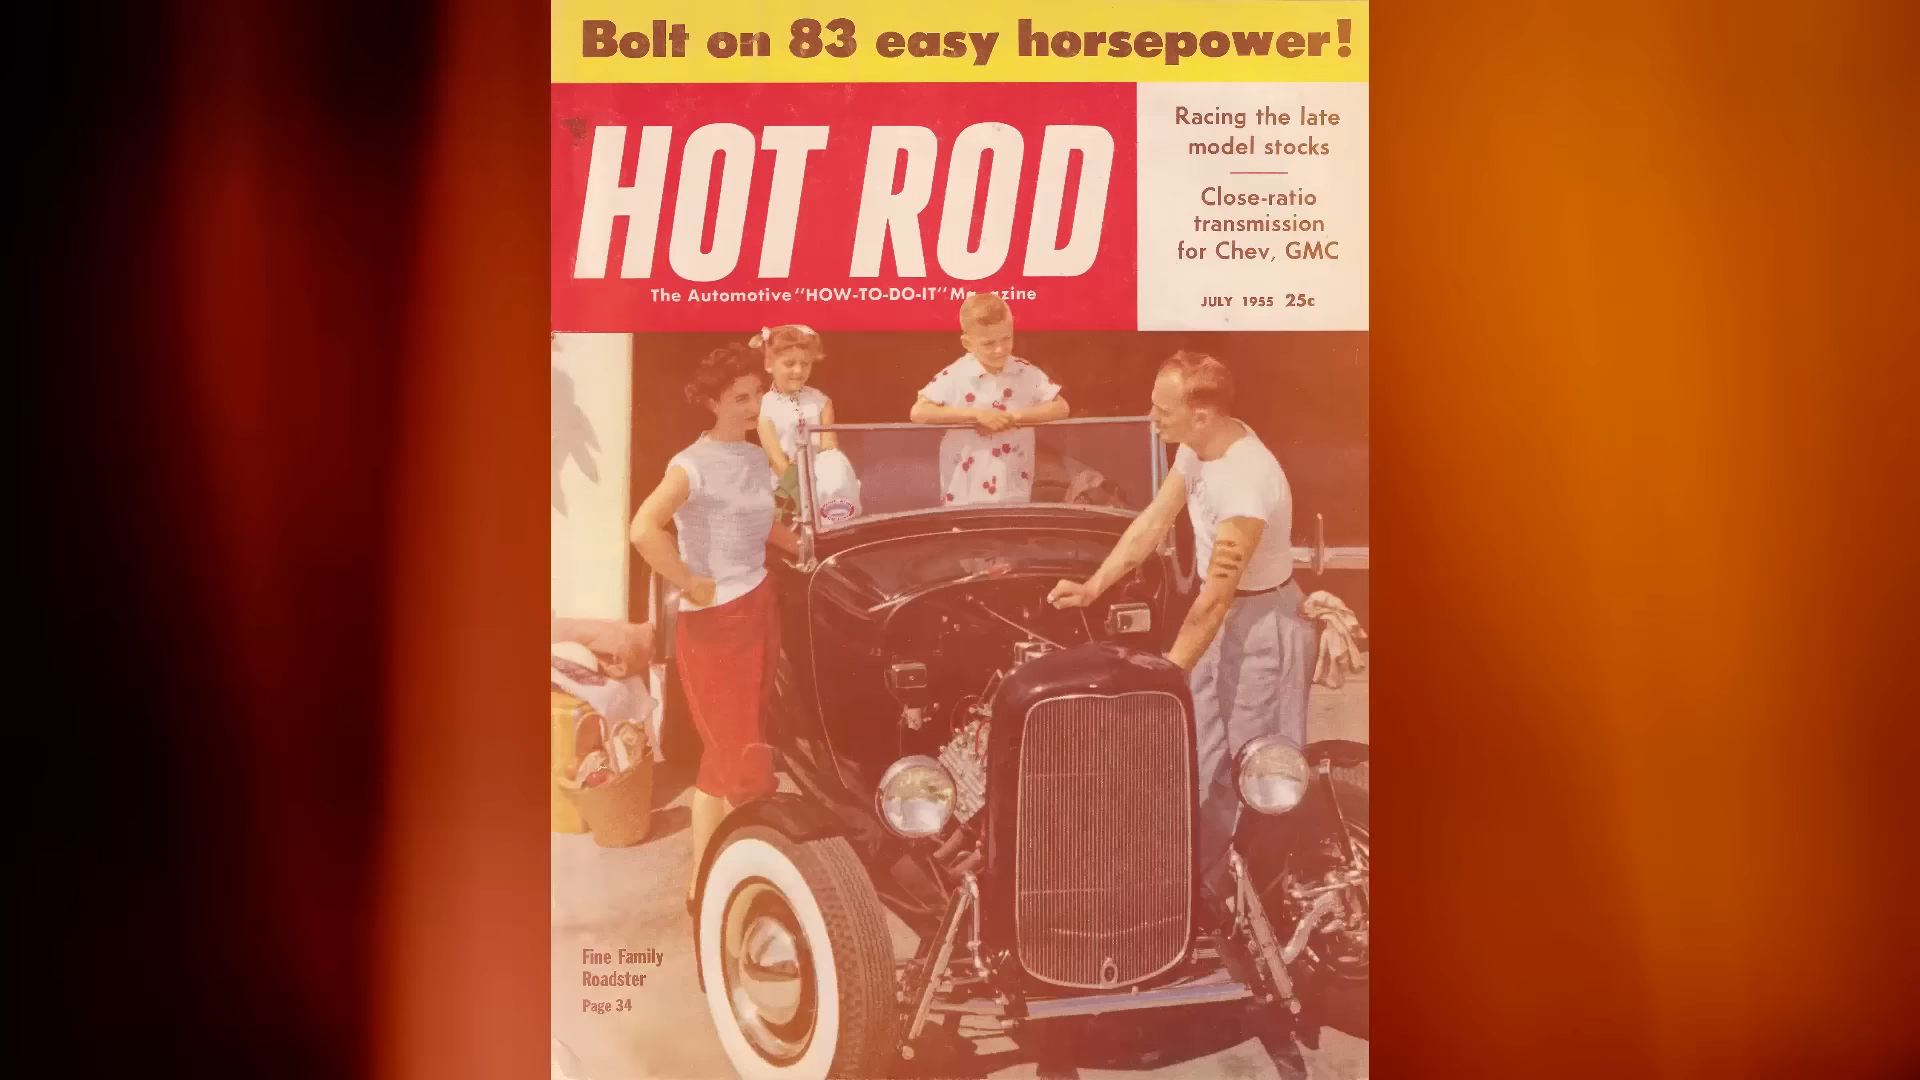 Bolt on 83 easy horsepower!
HOT ROD
The Automotive "HOW-TO-DO-IT"
Racing the late
model stocks
Close-ratio
transmission
for Chev, GMC
JULY 1955 25c
Fine Family
Roadster
Page 34